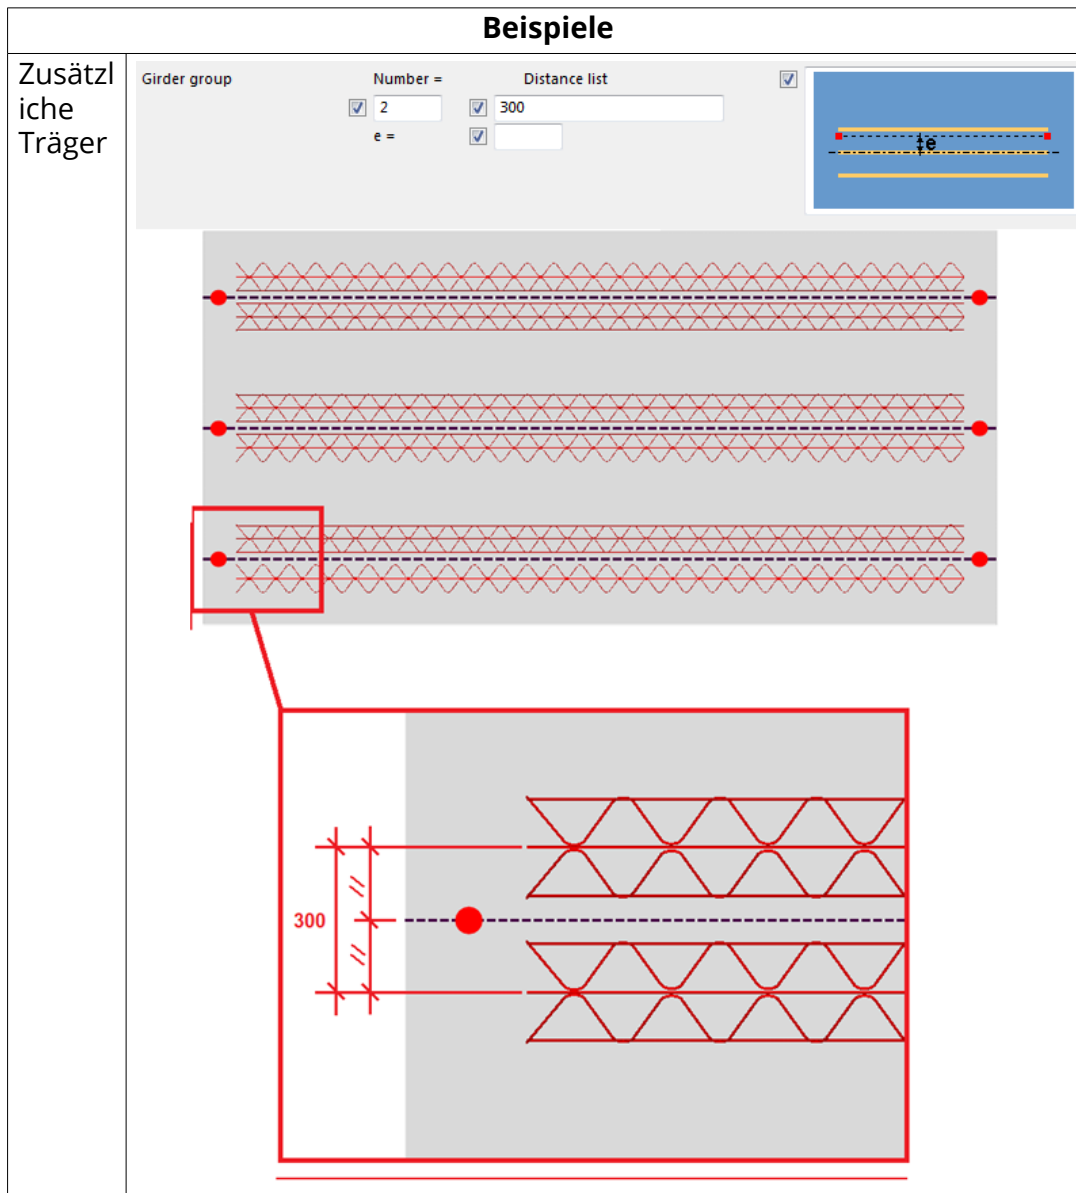 Beispiele
Zusätzl
iche
Träger
Girder group Number = Distance list
2 300
e =
e
300